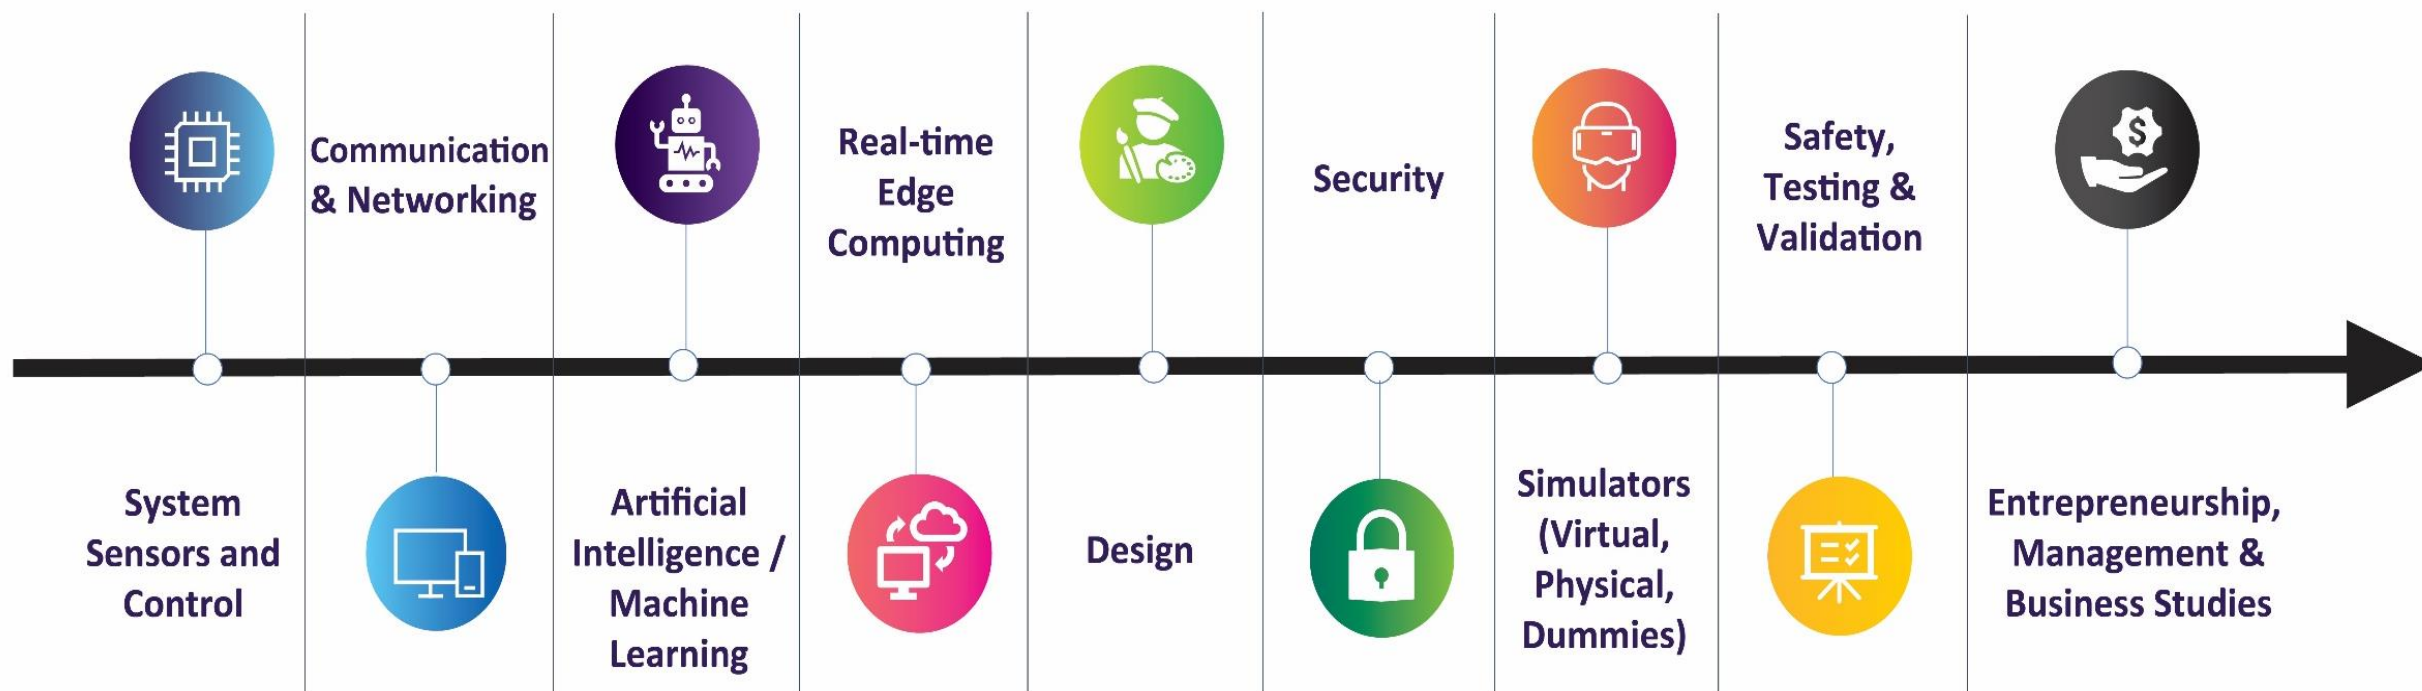 System
Sensors and
Control
Communication
& Networking
Artificial
Intelligence /
Machine
Learning
Real-time
Edge
Computing
Design
Security
Simulators
(Virtual,
Physical,
Dummies)
Safety,
Testing &
Validation
$
Entrepreneurship,
Management &
Business Studies